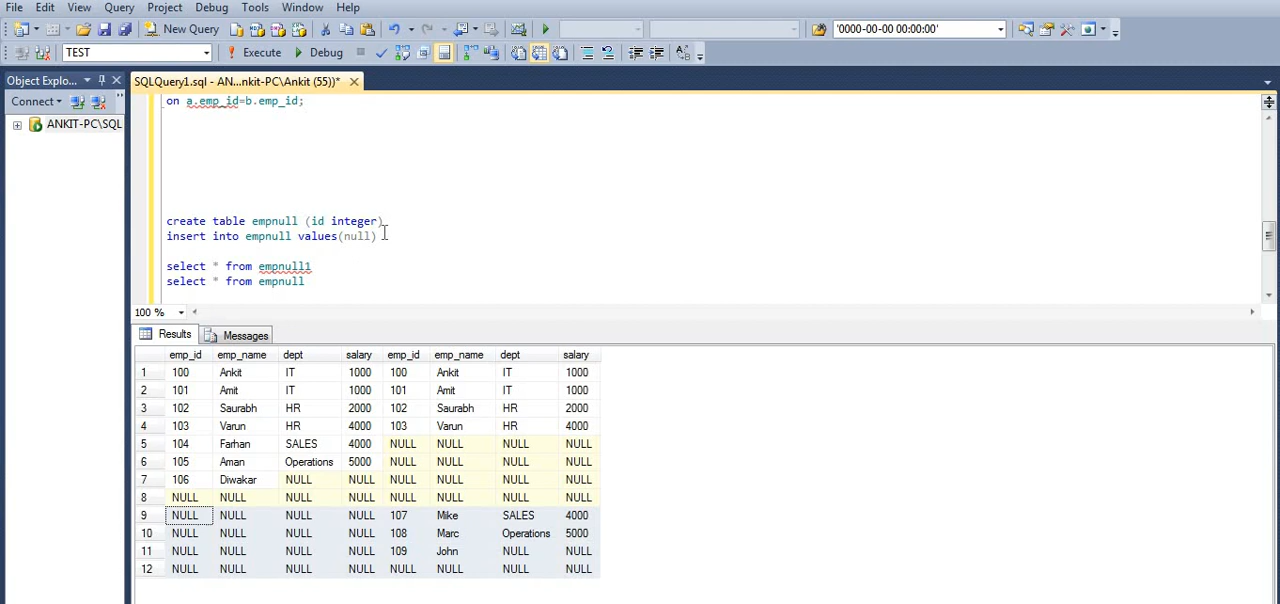 File Edit View Query Project Debug Tools Window Help
New Query '0000-00-00 00:00:00'
TEST Execute Debug
Object Explo... SQLQuery1.sql - AN...nkit-PC\Ankit (55))*
Connect
ANKIT-PC\SQL
on a.emp_id=b.emp_id;
create table empnull (id integer)
insert into empnull values(null)
select * from empnull1
select * from empnull
100 %
Results Messages
emp_id emp_name dept salary emp_id emp_name dept salary
1 100 Ankit IT 1000 100 Ankit IT 1000
2 101 Amit IT 1000 101 Amit IT 1000
3 102 Saurabh HR 2000 102 Saurabh HR 2000
4 103 Varun HR 4000 103 Varun HR 4000
5 104 Farhan SALES 4000 NULL NULL NULL NULL
6 105 Aman Operations 5000 NULL NULL NULL NULL
7 106 Diwakar NULL NULL NULL NULL NULL NULL
8 NULL NULL NULL NULL NULL NULL NULL NULL
9 NULL NULL NULL NULL 107 Mike SALES 4000
10 NULL NULL NULL NULL 108 Marc Operations 5000
11 NULL NULL NULL NULL 109 John NULL NULL
12 NULL NULL NULL NULL NULL NULL NULL NULL